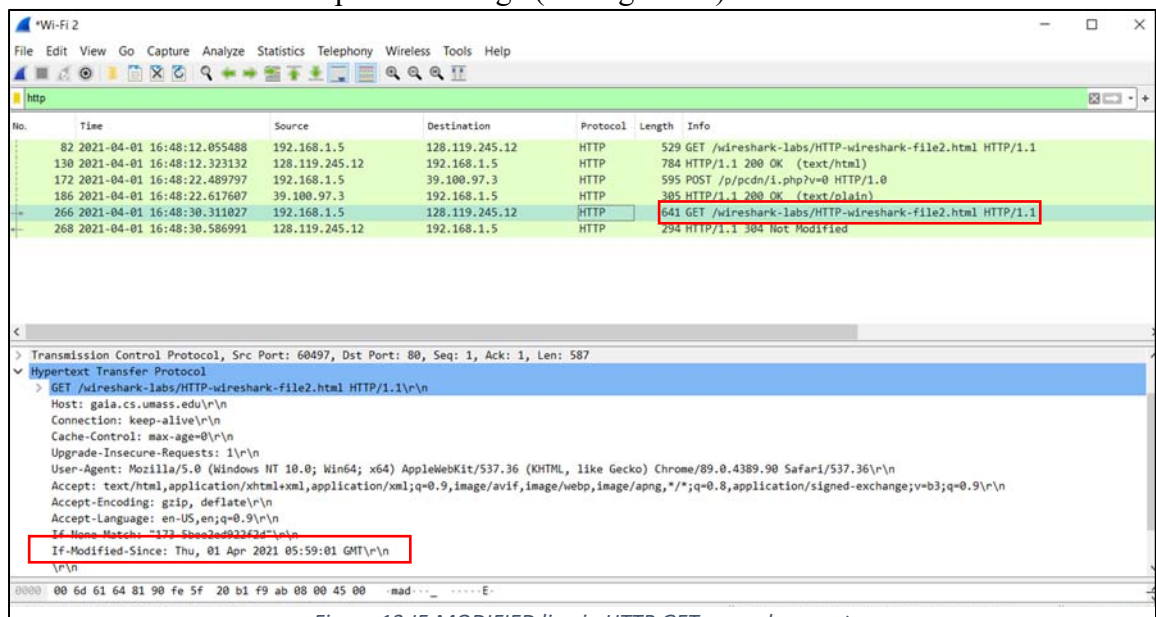 *Wi-Fi 2
File Edit View Go Capture Analyze Statistics Telephony Wireless Tools Help
http
No. Time Source Destination Protocol Length Info
82 2021-04-01 16:48:12.055488 192.168.1.5 128.119.245.12 HTTP 529 GET /wireshark-labs/HTTP-wireshark-file2.html HTTP/1.1
130 2021-04-01 16:48:12.323132 128.119.245.12 192.168.1.5 HTTP 784 HTTP/1.1 200 OK (text/html)
172 2021-04-01 16:48:22.489797 192.168.1.5 39.100.97.3 HTTP 595 POST /p/pcdn/i.php?v=0 HTTP/1.0
186 2021-04-01 16:48:22.617607 39.100.97.3 192.168.1.5 HTTP 305 HTTP/1.1 200 OK (text/plain)
266 2021-04-01 16:48:30.311027 192.168.1.5 128.119.245.12 HTTP 641 GET /wireshark-labs/HTTP-wireshark-file2.html HTTP/1.1
268 2021-04-01 16:48:30.586991 128.119.245.12 192.168.1.5 HTTP 294 HTTP/1.1 304 Not Modified
Transmission Control Protocol, Src Port: 60497, Dst Port: 80, Seq: 1, Ack: 1, Len: 587
Hypertext Transfer Protocol
GET /wireshark-labs/HTTP-wireshark-file2.html HTTP/1.1\r\n
Host: gaia.cs.umass.edu\r\n
Connection: keep-alive\r\n
Cache-Control: max-age=0\r\n
Upgrade-Insecure-Requests: 1\r\n
User-Agent: Mozilla/5.0 (Windows NT 10.0; Win64; x64) AppleWebKit/537.36 (KHTML, like Gecko) Chrome/89.0.4389.90 Safari/537.36\r\n
Accept: text/html,application/xhtml+xml,application/xml;q=0.9,image/avif,image/webp,image/apng,*/*;q=0.8,application/signed-exchange;v=b3;q=0.9\r\n
Accept-Encoding: gzip, deflate\r\n
Accept-Language: en-US,en;q=0.9\r\n
If-None-Match: "173-5bee2ed922f2d"\r\n
If-Modified-Since: Thu, 01 Apr 2021 05:59:01 GMT\r\n
\r\n
0000 00 6d 61 64 81 90 fe 5f 20 b1 f9 ab 08 00 45 00 ·mad···_ ·····E·